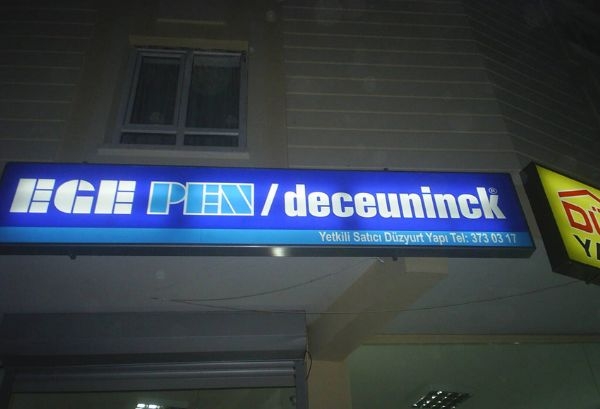 EGE PEN / deceuninck®
Yetkili Satıcı Düzyurt Yapı Tel: 373 03 17